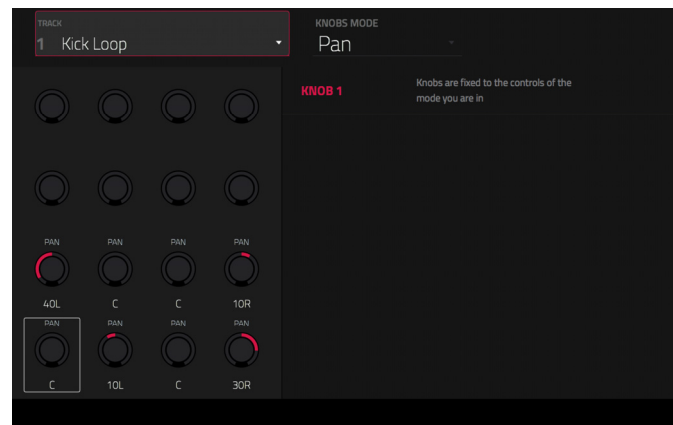 TRACK
1 Kick Loop
KNOBS MODE
Pan
KNOB 1
Knobs are fixed to the controls of the
mode you are in
PAN PAN PAN PAN
40L C C 10R
PAN PAN PAN PAN
C 10L C 30R